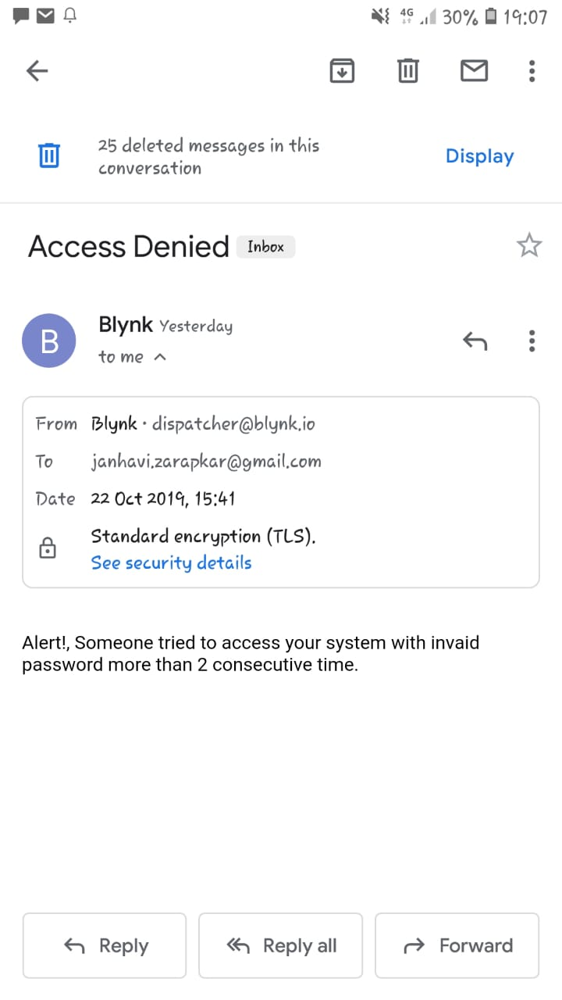 4G 30% 19:07
25 deleted messages in this
conversation
Display
Access Denied Inbox
B
Blynk Yesterday
to me
From Blynk · dispatcher@blynk.io
To janhavi.zarapkar@gmail.com
Date 22 Oct 2019, 15:41
Standard encryption (TLS).
See security details
Alert!, Someone tried to access your system with invaid
password more than 2 consecutive time.
Reply Reply all Forward